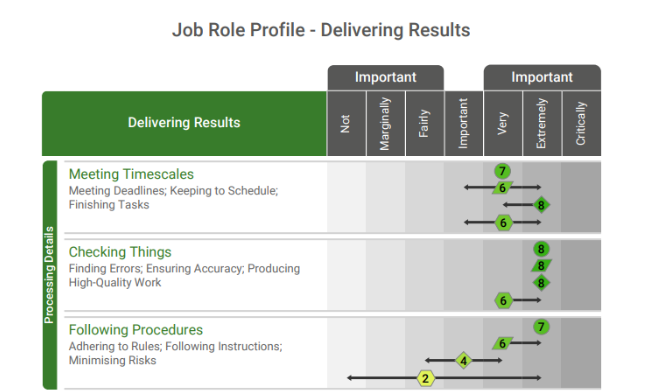 Job Role Profile - Delivering Results
Important
Important
Delivering Results
Not
Marginally
Fairly
Important
Very
Extremely
Critically
Processing Details
Meeting Timescales
Meeting Deadlines; Keeping to Schedule;
Finishing Tasks
7
6
8
6
Checking Things
Finding Errors; Ensuring Accuracy; Producing
High-Quality Work
8
8
8
6
Following Procedures
Adhering to Rules; Following Instructions;
Minimising Risks
7
6
4
2